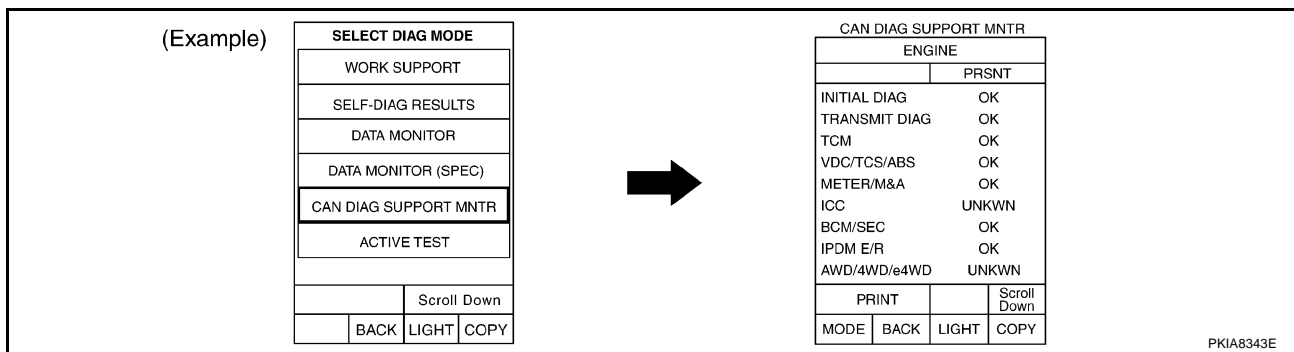 (Example)
SELECT DIAG MODE
WORK SUPPORT
SELF-DIAG RESULTS
DATA MONITOR
DATA MONITOR (SPEC)
CAN DIAG SUPPORT MNTR
ACTIVE TEST
Scroll Down
BACK LIGHT COPY
CAN DIAG SUPPORT MNTR
ENGINE
PRSNT
INITIAL DIAG OK
TRANSMIT DIAG OK
TCM OK
VDC/TCS/ABS OK
METER/M&A OK
ICC UNKWN
BCM/SEC OK
IPDM E/R OK
AWD/4WD/e4WD UNKWN
PRINT Scroll
Down
MODE BACK LIGHT COPY
PKIA8343E